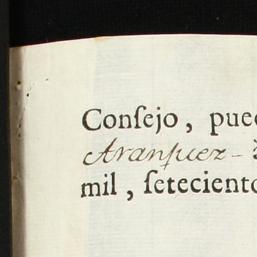 Conſejo, pue
Aranjuez -
mil, ſetecient